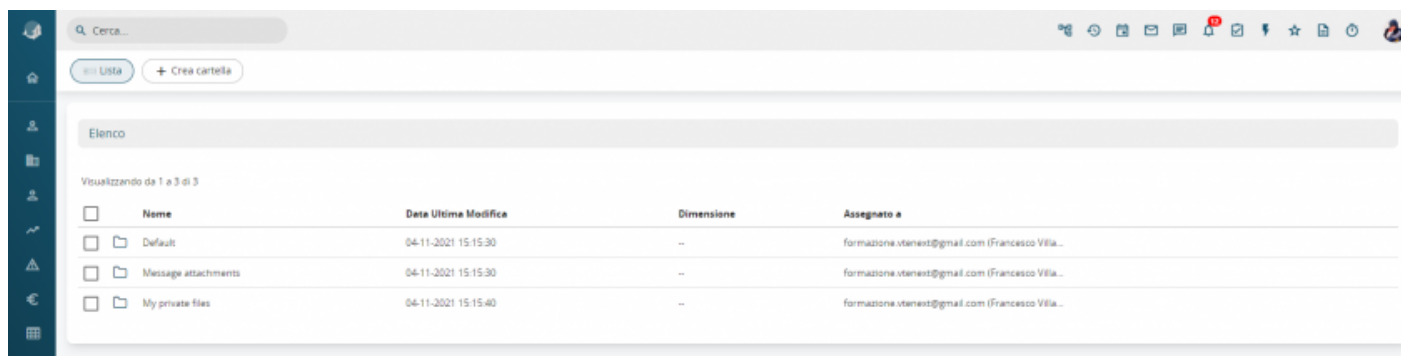 Cerca...
12
Lista + Crea cartella
Elenco
Visualizzando da 1 a 3 di 3
Nome Data Ultima Modifica Dimensione Assegnato a
Default 04-11-2021 15:15:30 -- formazione.vtenext@gmail.com (Francesco Villa...
Message attachments 04-11-2021 15:15:30 -- formazione.vtenext@gmail.com (Francesco Villa...
My private files 04-11-2021 15:15:40 -- formazione.vtenext@gmail.com (Francesco Villa...